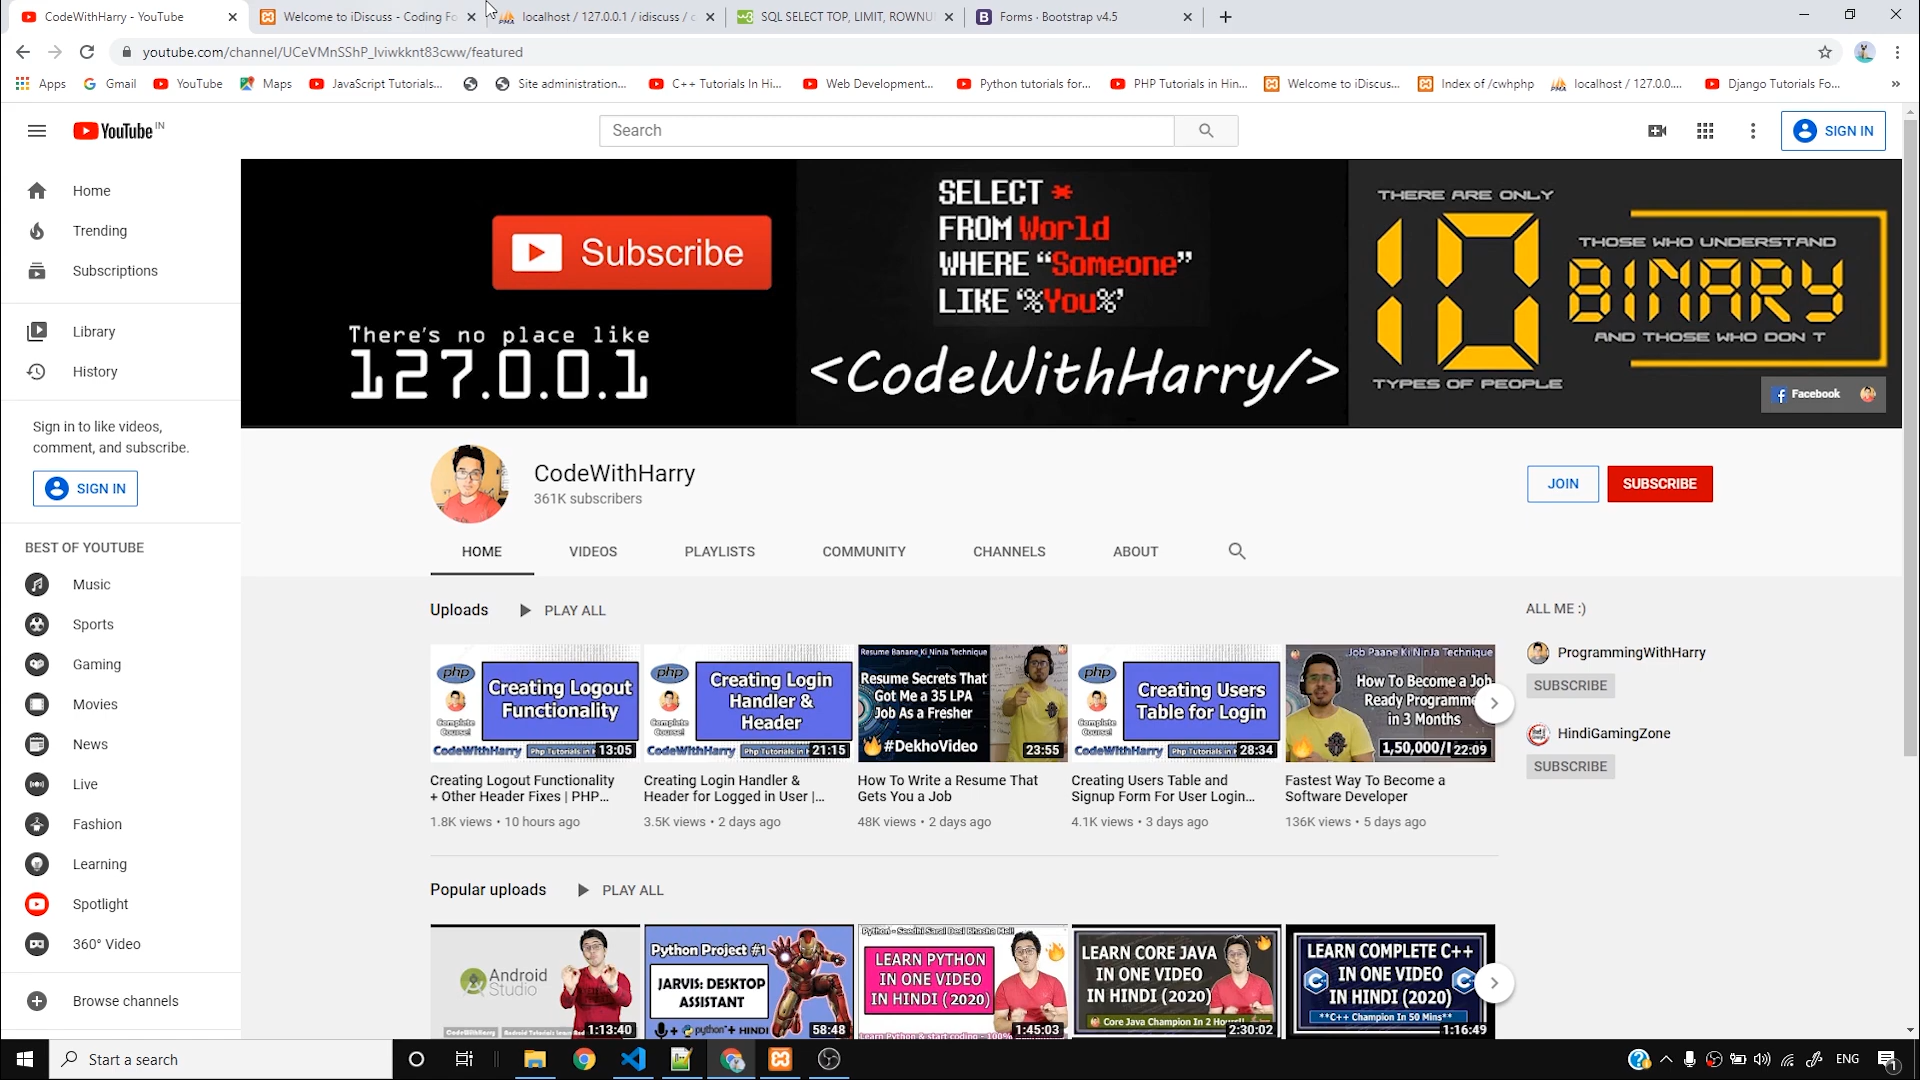 CodeWithHarry - YouTube
Welcome to iDiscuss - Coding Fo
localhost / 127.0.0.1 / idiscuss / c
SQL SELECT TOP, LIMIT, ROWNU
Forms · Bootstrap v4.5
youtube.com/channel/UCeVMnSShP_Iviwkknt83cww/featured
Apps
Gmail
YouTube
Maps
JavaScript Tutorials...
Site administration...
C++ Tutorials In Hi...
Web Development...
Python tutorials for...
PHP Tutorials in Hin...
Welcome to iDiscus...
Index of /cwhphp
localhost / 127.0.0....
Django Tutorials Fo...
YouTube IN
Search
SIGN IN
Home
Trending
Subscriptions
Library
History
Sign in to like videos,
comment, and subscribe.
SIGN IN
BEST OF YOUTUBE
Music
Sports
Gaming
Movies
News
Live
Fashion
Learning
Spotlight
360° Video
Browse channels
Subscribe
There's no place like
127.0.0.1
SELECT *
FROM World
WHERE “Someone”
LIKE ‘%You%’
<CodeWithHarry/>
THERE ARE ONLY
10
TYPES OF PEOPLE
THOSE WHO UNDERSTAND
BINARY
AND THOSE WHO DON T
Facebook
CodeWithHarry
361K subscribers
JOIN
SUBSCRIBE
HOME
VIDEOS
PLAYLISTS
COMMUNITY
CHANNELS
ABOUT
Uploads
PLAY ALL
php
Creating Logout
Functionality
Complete
Course!
CodeWithHarry
Php Tutorials in
13:05
Creating Logout Functionality
+ Other Header Fixes | PHP...
1.8K views • 10 hours ago
php
Creating Login
Handler &
Header
Complete
Course!
CodeWithHarry
Php Tutorials in
21:15
Creating Login Handler &
Header for Logged in User |...
3.5K views • 2 days ago
Resume Banane Ki Ninja Technique
Resume Secrets That
Got Me a 35 LPA
Job As a Fresher
#DekhoVideo
23:55
How To Write a Resume That
Gets You a Job
48K views • 2 days ago
php
Creating Users
Table for Login
Complete
Course!
CodeWithHarry
Php Tutorials in
28:34
Creating Users Table and
Signup Form For User Login...
4.1K views • 3 days ago
Job Paane Ki Ninja Technique
How To Become a Job
Ready Programme
in 3 Months
1,50,000/
22:09
Fastest Way To Become a
Software Developer
136K views • 5 days ago
ALL ME :)
ProgrammingWithHarry
SUBSCRIBE
HindiGamingZone
SUBSCRIBE
Popular uploads
PLAY ALL
Android
Studio
CodeWithHarry
1:13:40
Python Project #1
JARVIS: DESKTOP
ASSISTANT
python + HINDI
58:48
Python - Seedhi Saral Desi Bhasha Mei!
LEARN PYTHON
IN ONE VIDEO
IN HINDI (2020)
1:45:03
LEARN CORE JAVA
IN ONE VIDEO
IN HINDI (2020)
Core Java Champion In 2 Hours!!
2:30:02
LEARN COMPLETE C++
IN ONE VIDEO
IN HINDI (2020)
**C++ Champion In 50 Mins**
1:16:49
Start a search
ENG
1